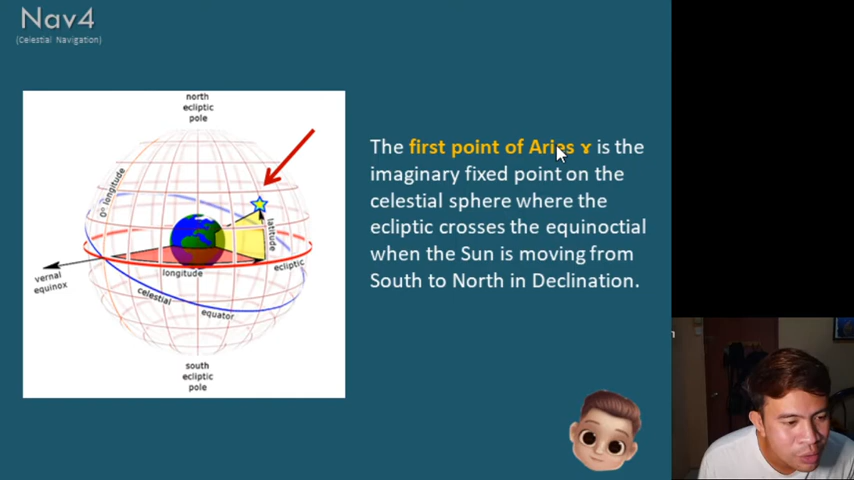 Nav4
(Celestial Navigation)
north
ecliptic
pole
0° longitude
latitude
vernal
equinox
longitude
ecliptic
celestial
equator
south
ecliptic
pole
The first point of Aries ♈ is the
imaginary fixed point on the
celestial sphere where the
ecliptic crosses the equinoctial
when the Sun is moving from
South to North in Declination.